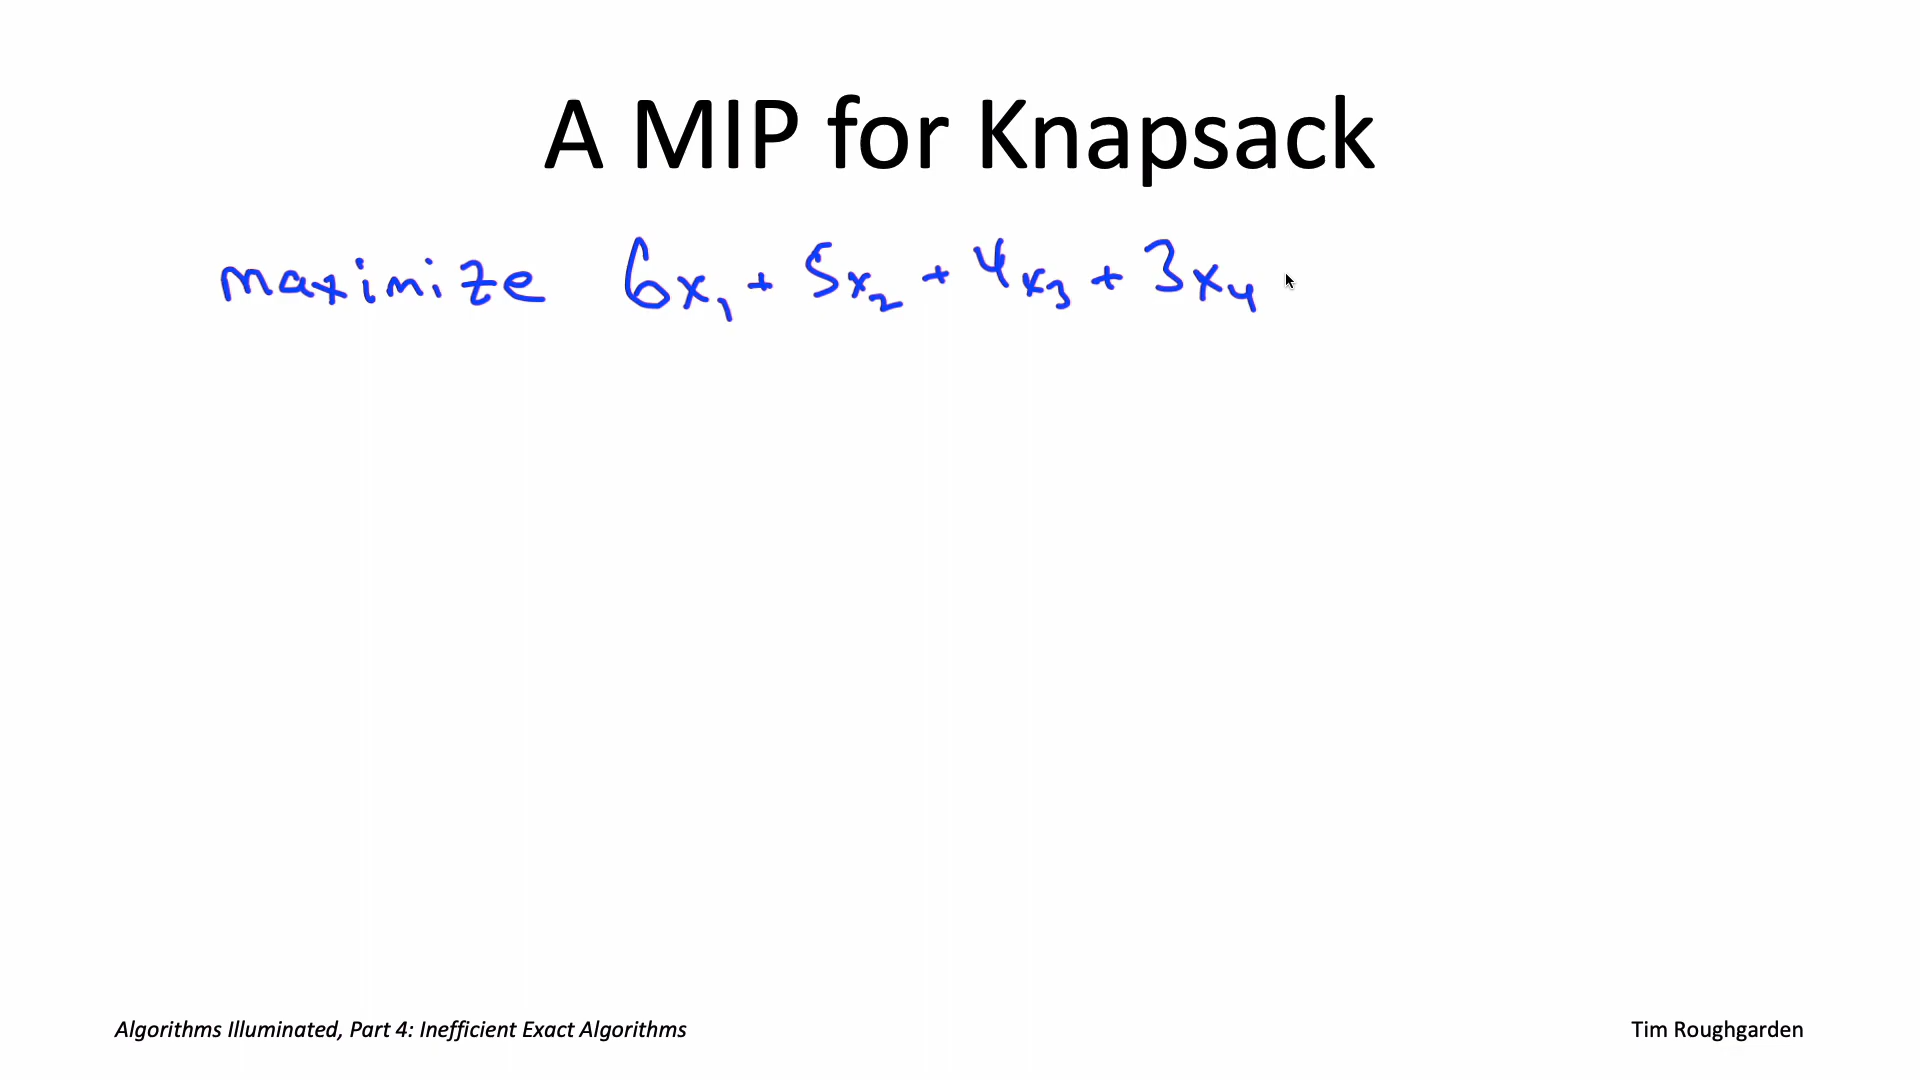 A MIP for Knapsack
maximize 6x₁ + 5x₂ + 4x₃ + 3x₄
Algorithms Illuminated, Part 4: Inefficient Exact Algorithms
Tim Roughgarden